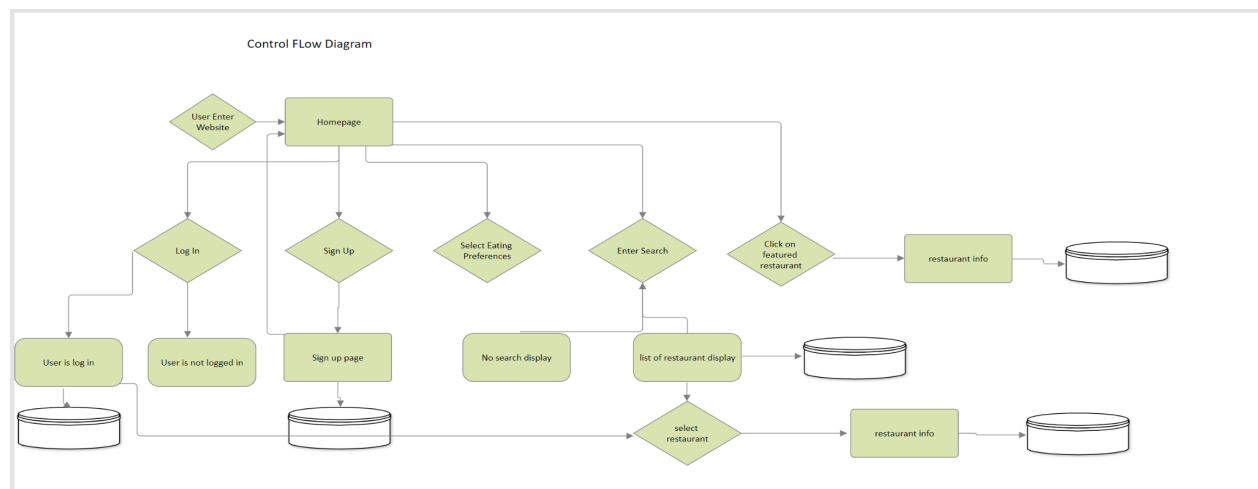 Control FLow Diagram
User Enter
Website
Homepage
Log In
Sign Up
Select Eating
Preferences
Enter Search
Click on
featured
restaurant
restaurant info
User is log in
User is not logged in
Sign up page
No search display
list of restaurant display
select
restaurant
restaurant info